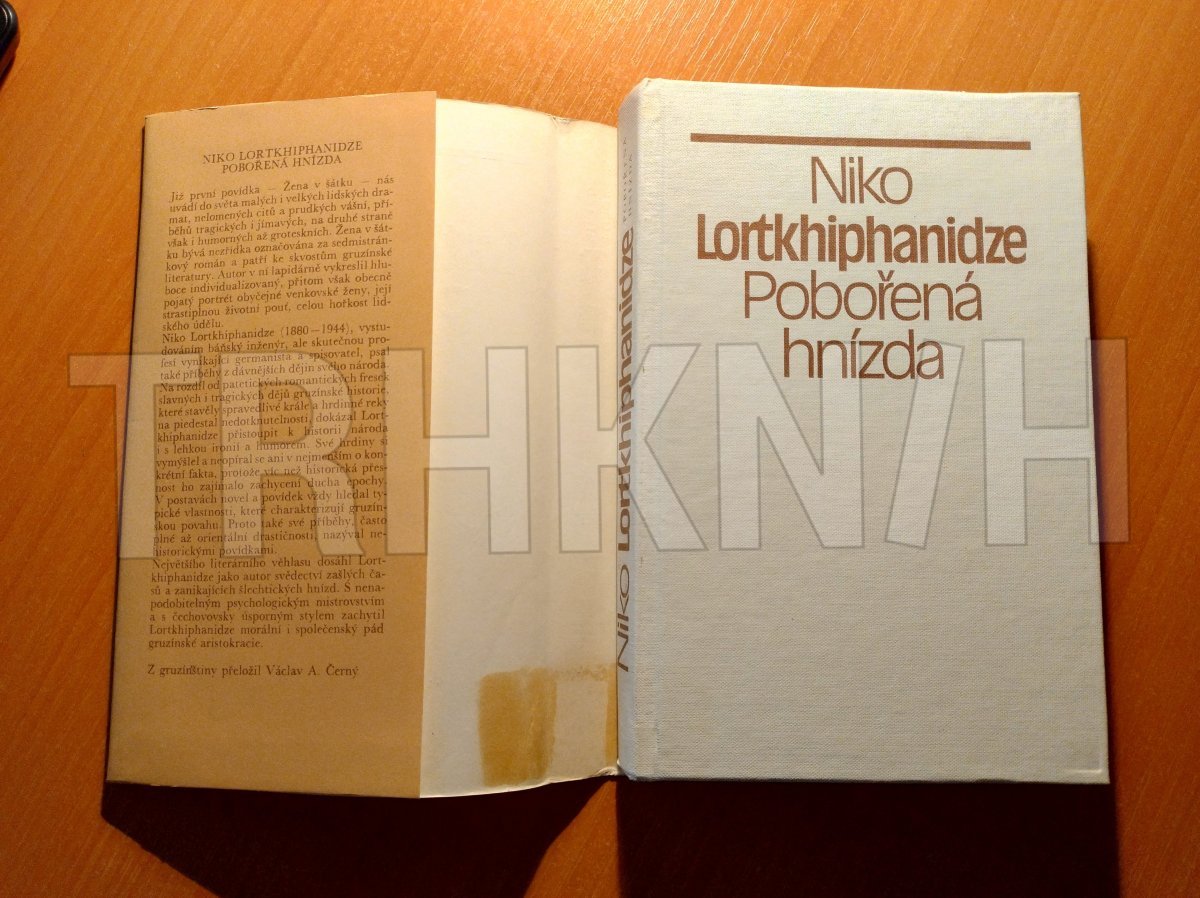 NIKO LORTKHIPHANIDZE
POBOŘENÁ HNÍZDA
Již první povídka — Žena v šátku — nás
uvádí do světa malých i velkých lidských dra-
mat, nelomených citů a prudkých vášní, pří-
běhů tragických i jímavých, na druhé straně
však i humorných až groteskních. Žena v šát-
ku bývá nezřídka označována za sedmistrán-
kový román a patří ke skvostům gruzínské
literatury. Autor v ní lapidárně vykreslil hlu-
boce individualizovaný, přitom však obecně
pojatý portrét obyčejné venkovské ženy, její
strastiplnou životní pouť, celou hořkost lid-
ského údělu.
Niko Lortkhiphanidze (1880—1944), vystu-
dováním báňský inženýr, ale skutečnou pro-
fesí vynikající germanista a spisovatel, psal
také příběhy z dávnějších dějin svého národa.
Na rozdíl od patetických romantických fresek
slavných i tragických dějů gruzínské historie,
které stavěly spravedlivé krále a hrdinné reky
na piedestal nedotknutelnosti, dokázal Lort-
khiphanidze přistoupit k historii národa
i s lehkou ironií a humorem. Své hrdiny si
vymýšlel a neopíral se ani v nejmenším o kon-
krétní fakta, protože víc než historická přes-
nost ho zajímalo zachycení ducha epochy.
V postavách novel a povídek vždy hledal ty-
pické vlastnosti, které charakterizují gruzín-
skou povahu. Proto také své příběhy, často
plné až orientální drastičnosti, nazýval ne-
historickými povídkami.
Největšího literárního věhlasu dosáhl Lort-
khiphanidze jako autor svědectví zašlých ča-
sů a zanikajících šlechtických hnízd. S nena-
podobitelným psychologickým mistrovstvím
a s čechovovsky úsporným stylem zachytil
Lortkhiphanidze morální i společenský pád
gruzínské aristokracie.
Z gruzínštiny přeložil Václav A. Černý
Niko Lortkhiphanidze
Niko
Lortkhiphanidze
Pobořená
hnízda
TRHKNIH